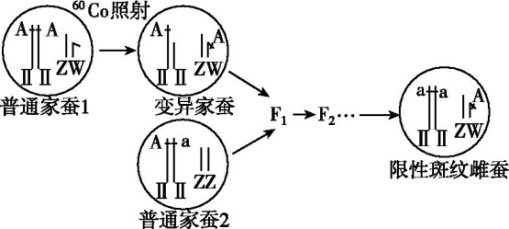 ⁶⁰Co照射
A A
Ⅱ Ⅱ ZW
普通家蚕1
A A
Ⅱ Ⅱ ZW
变异家蚕
A a
Ⅱ Ⅱ ZZ
普通家蚕2
F₁ F₂…
a a A
Ⅱ Ⅱ ZW
限性斑纹雌蚕